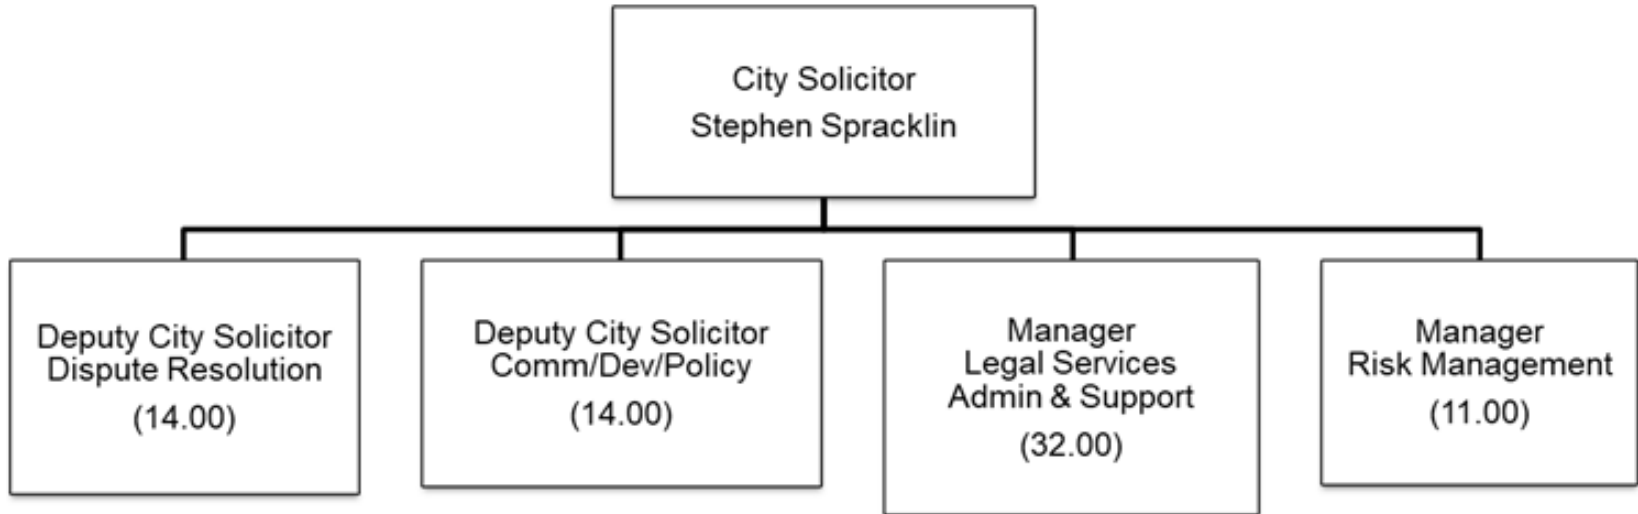 City Solicitor
Stephen Spracklin
Deputy City Solicitor
Dispute Resolution
(14.00)
Deputy City Solicitor
Comm/Dev/Policy
(14.00)
Manager
Legal Services
Admin & Support
(32.00)
Manager
Risk Management
(11.00)